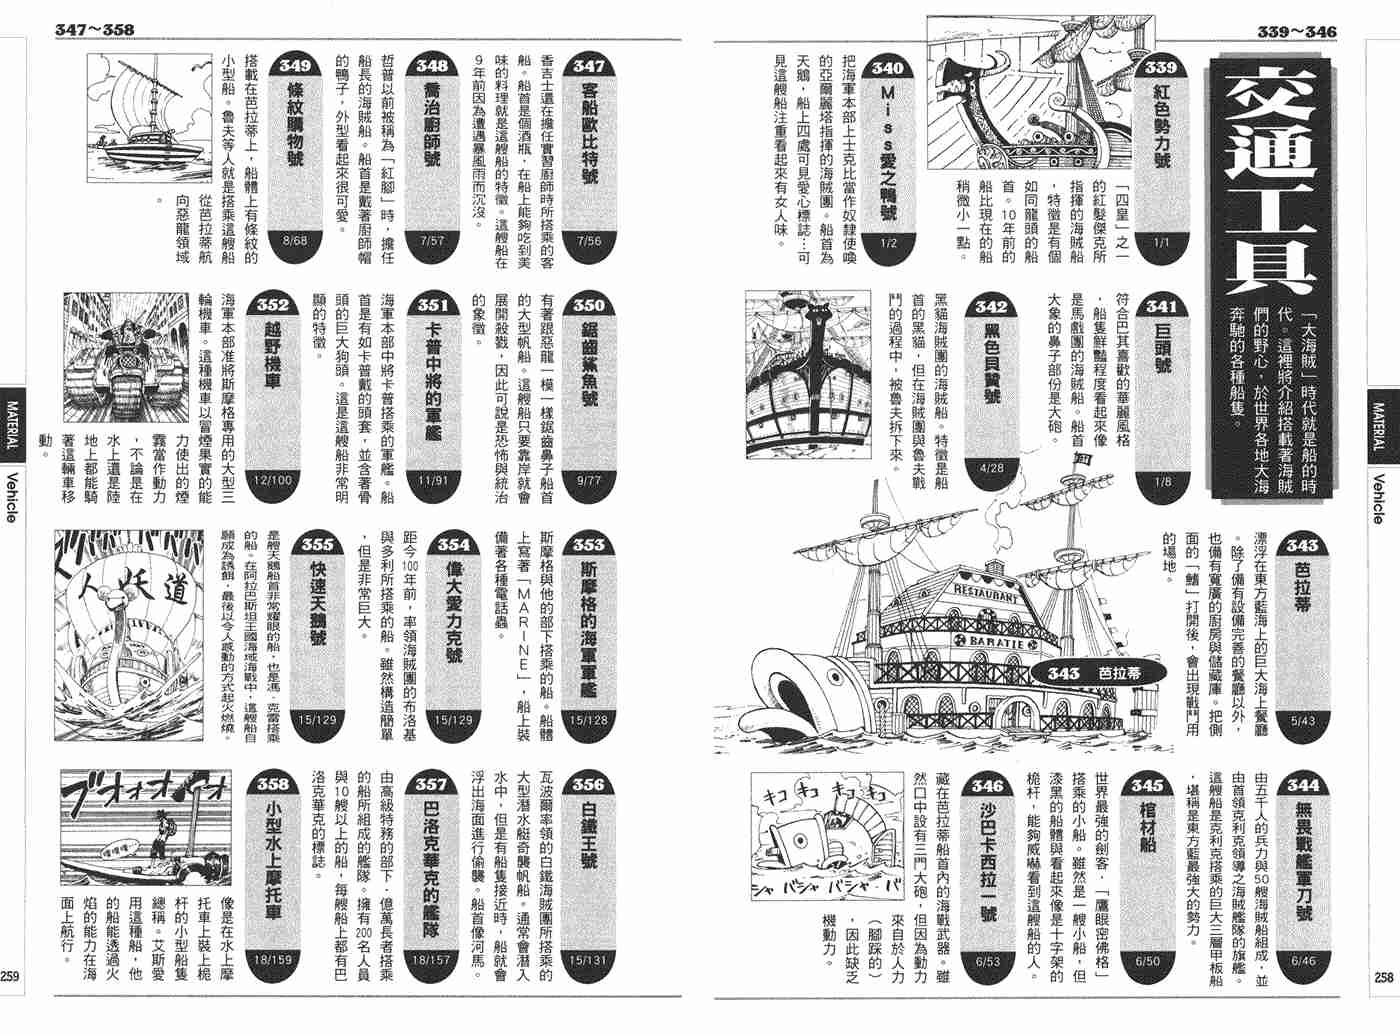 339～346
交通工具
「大海賊」時代就是船的時
代。這裡將介紹搭載著海賊
們的野心，於世界各地大海
奔馳的各種船隻。
339
紅色勢力號
1/1
「四皇」之一
的紅髮傑克所
指揮的海賊船
，特徵是有個
如同龍頭的船
首。10年前的
船比現在的船
稍微小一點。
340
Miss愛之鴨號
1/2
把海軍本部上士克比當作奴隸使喚
的亞爾麗塔指揮的海賊團。船首為
天鵝，船上四處可見愛心標誌…可
見這艘船注重看起來有女人味。
341
巨頭號
1/8
符合巴其喜歡的華麗風格
，船隻鮮豔程度看起來像
是馬戲團的海賊船。船首
大象的鼻子部份是大砲。
342
黑色貝贊號
4/28
黑貓海賊團的海賊船。特徵是船
首的黑貓，但在海賊團與魯夫戰
鬥的過程中，被魯夫拆下來。
343
芭拉蒂
5/43
漂浮在東方藍海上的巨大海上餐廳
。除了備有設備完善的餐廳以外，
也備有寬廣的廚房與儲藏庫。把側
面的「鰭」打開後，會出現戰鬥用
的場地。
RESTAURANT
BARATIE
343 芭拉蒂
344
無畏戰艦軍刀號
6/46
由五千人的兵力與50艘海賊船組成，並
由首領克利克領導之海賊艦隊的旗艦。
這艘船是克利克搭乘的巨大三層甲板船
，堪稱是東方藍最強大的勢力。
345
棺材船
6/50
世界最強的劍客，「鷹眼密佛格」
搭乘的小船。雖然是一艘小船，但
漆黑的船體與看起來像是十字架的
桅杆，能夠威嚇看到這艘船的人。
346
沙巴卡西拉一號
6/53
藏在芭拉蒂船首內的海戰武器。雖
然口中設有三門大砲，但因為動力
來自於人力
（腳踩的）
，因此缺乏
機動力。
キコ キコ キコ
シャ バシャ バシャ バ
MATERIAL
Vehicle
258
347～358
347
客船歐比特號
7/56
香吉士還在擔任實習廚師時所搭乘的客
船。船首是個酒瓶，在船上能夠吃到美
味的料理就是這艘船的特徵。這艘船在
9年前因為遭遇暴風雨而沉沒。
348
喬治廚師號
7/57
哲普以前被稱為「紅腳」時，擔任
船長的海賊船。船首是戴著廚師帽
的鴨子，外型看起來很可愛。
349
條紋購物號
8/68
搭載在芭拉蒂上，船體上有條紋的
小型船。魯夫等人就是搭乘這艘船
從芭拉蒂航
向惡龍領域
。
350
鋸齒鯊魚號
9/77
有著跟惡龍一模一樣鋸齒鼻子船首
的大型帆船。這艘船只要靠岸就會
展開殺戮，因此可說是恐怖與統治
的象徵。
351
卡普中將的軍艦
11/91
海軍本部中將卡普搭乘的軍艦。船
首是有如卡普戴的頭套，並含著骨
頭的巨大狗頭。這是這艘船非常明
顯的特徵。
352
越野機車
12/100
海軍本部准將斯摩格專用的大型三
輪機車。這種機車以冒煙果實的能
力使出的煙
霧當作動力
，不論是在
水上還是陸
地上都能騎
著這輛車移
動。
353
斯摩格的海軍軍艦
15/128
斯摩格與他的部下搭乘的船。船體
上寫著「MARINE」，船上裝
備著各種電話蟲。
354
偉大愛力克號
15/129
距今100年前，率領海賊團的布洛基
與多利所搭乘的船。雖然構造簡單
，但是非常巨大。
355
快速天鵝號
15/129
是艘天鵝船首非常耀眼的船，也是馮．克雷搭乘
的船。在阿拉巴斯坦王國海域海戰中，這艘船自
願成為誘餌，最後以令人感動的方式起火燃燒。
人妖道
356
白鐵王號
15/131
瓦波爾率領的白鐵海賊團所搭乘的
大型潛水艇奇襲帆船。通常會潛入
水中，但是有船隻接近時，船就會
浮出海面進行偷襲。船首像河馬。
357
巴洛克華克的艦隊
18/157
由高級特務的部下．億萬長者搭乘
的船所組成的艦隊。擁有200名人員
與10艘以上的船，每艘船上都有巴
洛克華克的標誌。
358
小型水上摩托車
18/159
像是在水上摩
托車上裝上桅
杆的小型船隻
總稱。艾斯愛
用這種船，他
的船能透過火
焰的能力在海
面上航行。
ブオオオオ
MATERIAL
Vehicle
259